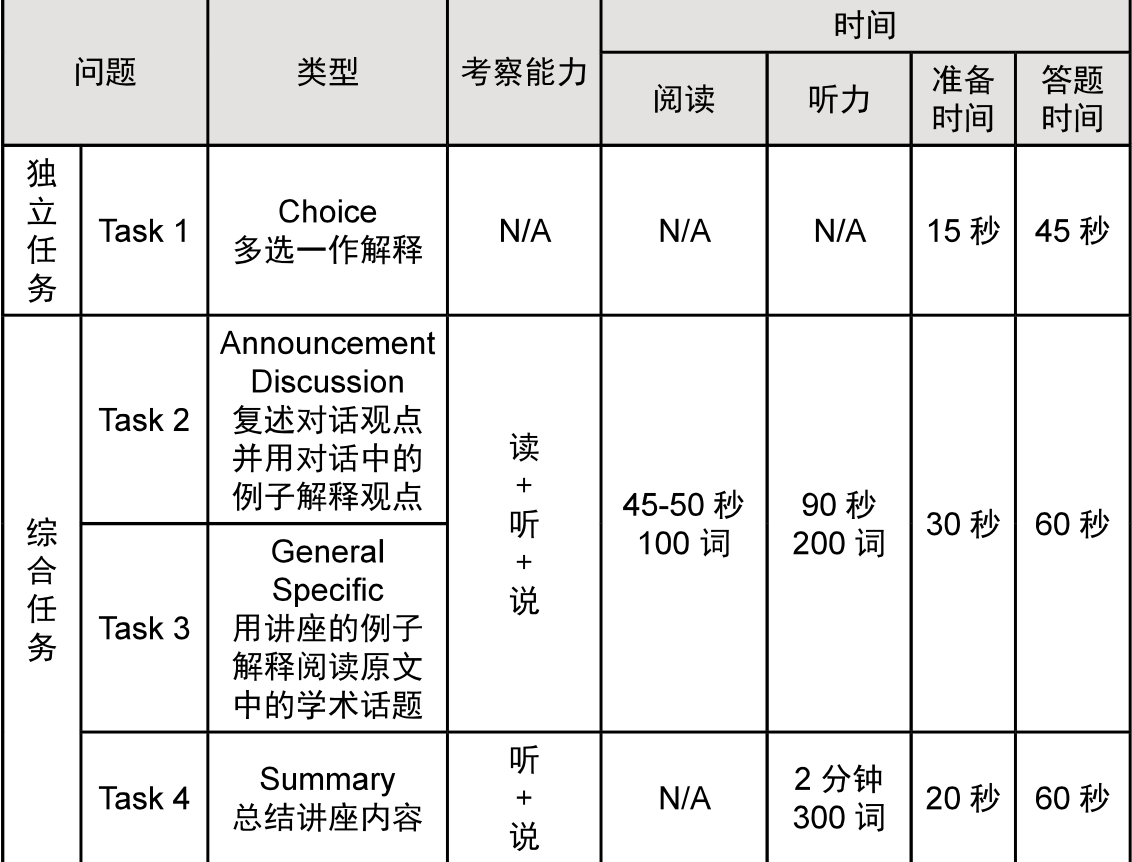 问题
类型
考察能力
时间
阅读
听力
准备
时间
答题
时间
独
立
任
务
Task 1
Choice
多选一作解释
N/A
N/A
N/A
15 秒
45 秒
综
合
任
务
Task 2
Announcement
Discussion
复述对话观点
并用对话中的
例子解释观点
读
+
听
+
说
45-50 秒
100 词
90 秒
200 词
30 秒
60 秒
Task 3
General
Specific
用讲座的例子
解释阅读原文
中的学术话题
Task 4
Summary
总结讲座内容
听
+
说
N/A
2 分钟
300 词
20 秒
60 秒